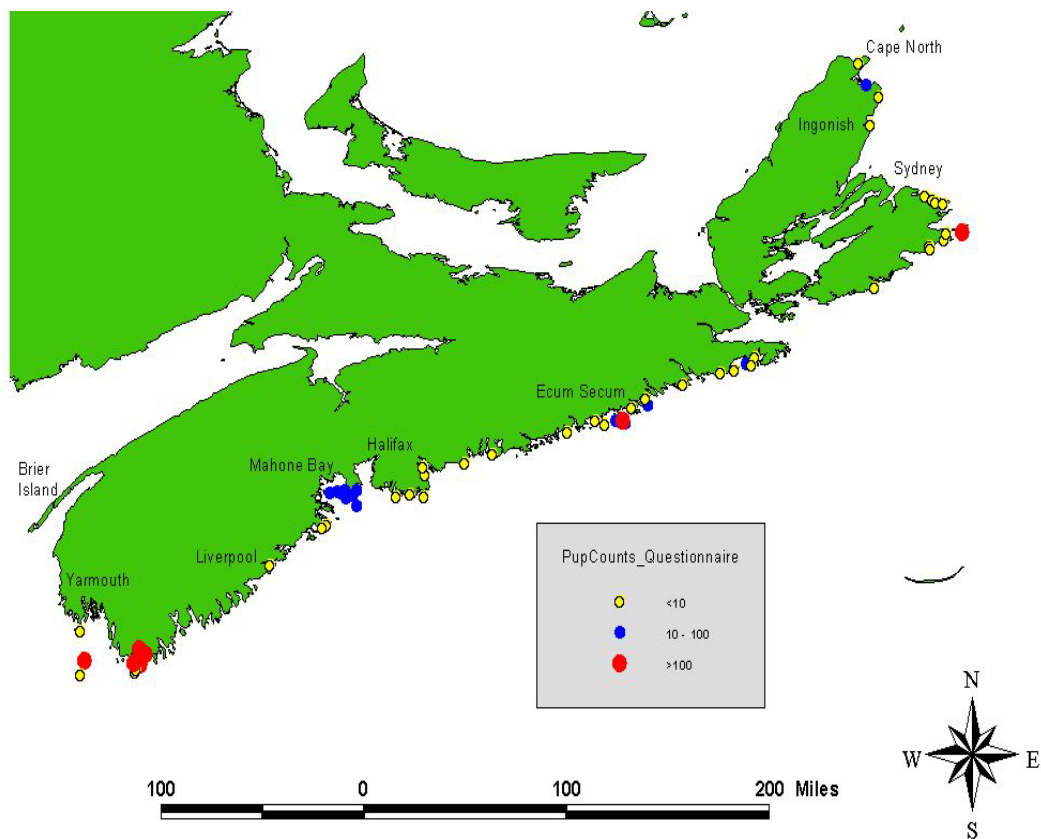 Cape North
Ingonish
Sydney
Ecum Secum
Halifax
Mahone Bay
Brier
Island
Liverpool
Yarmouth
PupCounts_Questionnaire
<10
10 - 100
>100
N
W E
S
100 0 100 200 Miles